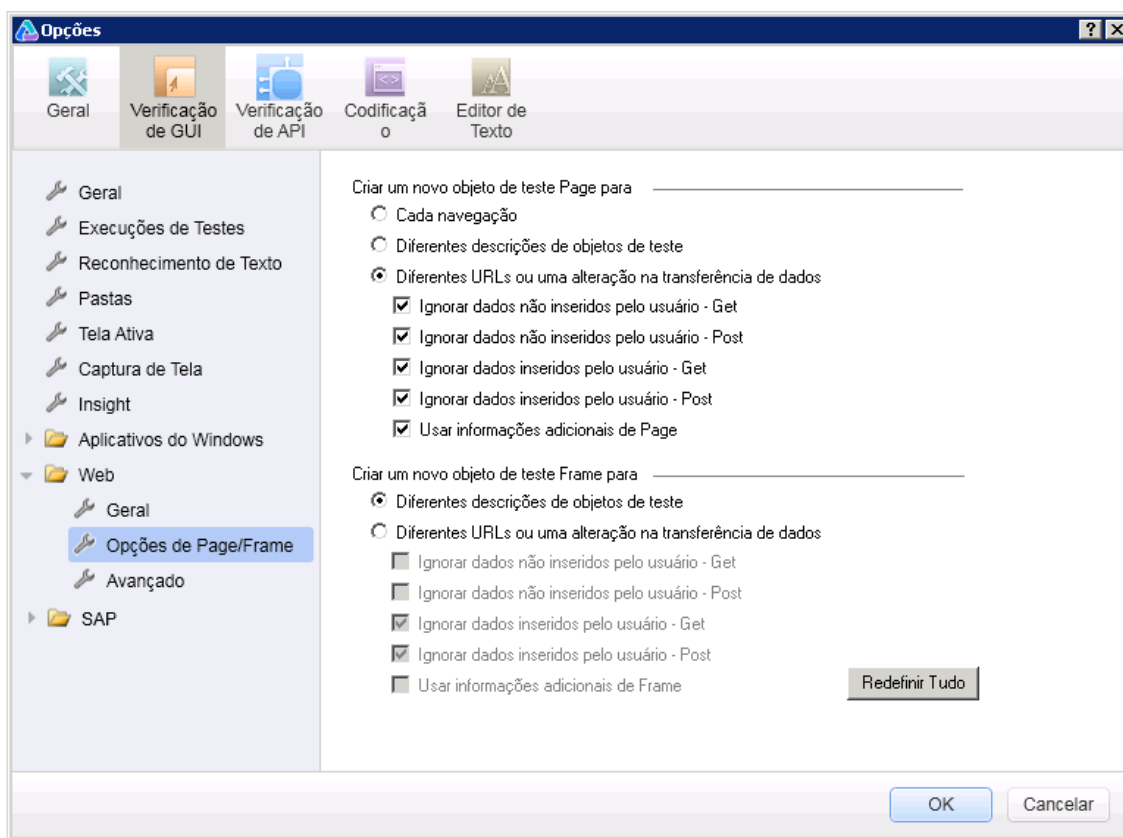 Opções
Geral
Verificação
de GUI
Verificação
de API
Codificaçã
o
Editor de
Texto
Geral
Execuções de Testes
Reconhecimento de Texto
Pastas
Tela Ativa
Captura de Tela
Insight
Aplicativos do Windows
Web
Geral
Opções de Page/Frame
Avançado
SAP
Criar um novo objeto de teste Page para
Cada navegação
Diferentes descrições de objetos de teste
Diferentes URLs ou uma alteração na transferência de dados
Ignorar dados não inseridos pelo usuário - Get
Ignorar dados não inseridos pelo usuário - Post
Ignorar dados inseridos pelo usuário - Get
Ignorar dados inseridos pelo usuário - Post
Usar informações adicionais de Page
Criar um novo objeto de teste Frame para
Diferentes descrições de objetos de teste
Diferentes URLs ou uma alteração na transferência de dados
Ignorar dados não inseridos pelo usuário - Get
Ignorar dados não inseridos pelo usuário - Post
Ignorar dados inseridos pelo usuário - Get
Ignorar dados inseridos pelo usuário - Post
Usar informações adicionais de Frame
Redefinir Tudo
OK
Cancelar